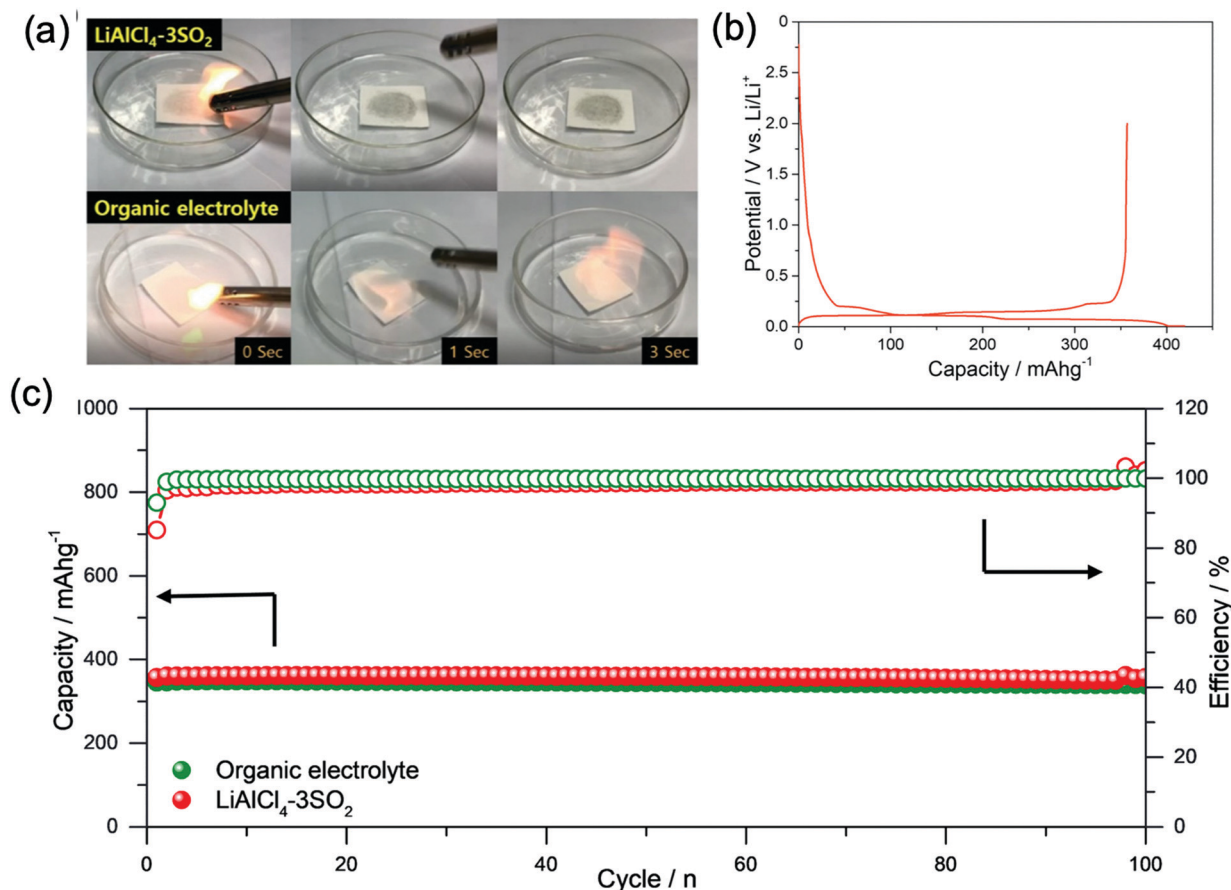 (a)
LiAlCl₄-3SO₂
Organic electrolyte
0 Sec
1 Sec
3 Sec
(b)
0
2.5
2.0
1.5
1.0
0.5
0.0
Potential / V vs. Li/Li⁺
0 100 200 300 400
Capacity / mAhg⁻¹
(c)
1000
800
600
400
200
0
Capacity / mAhg⁻¹
120
100
80
60
40
20
0
Efficiency / %
Organic electrolyte
LiAlCl₄-3SO₂
0 20 40 60 80 100
Cycle / n